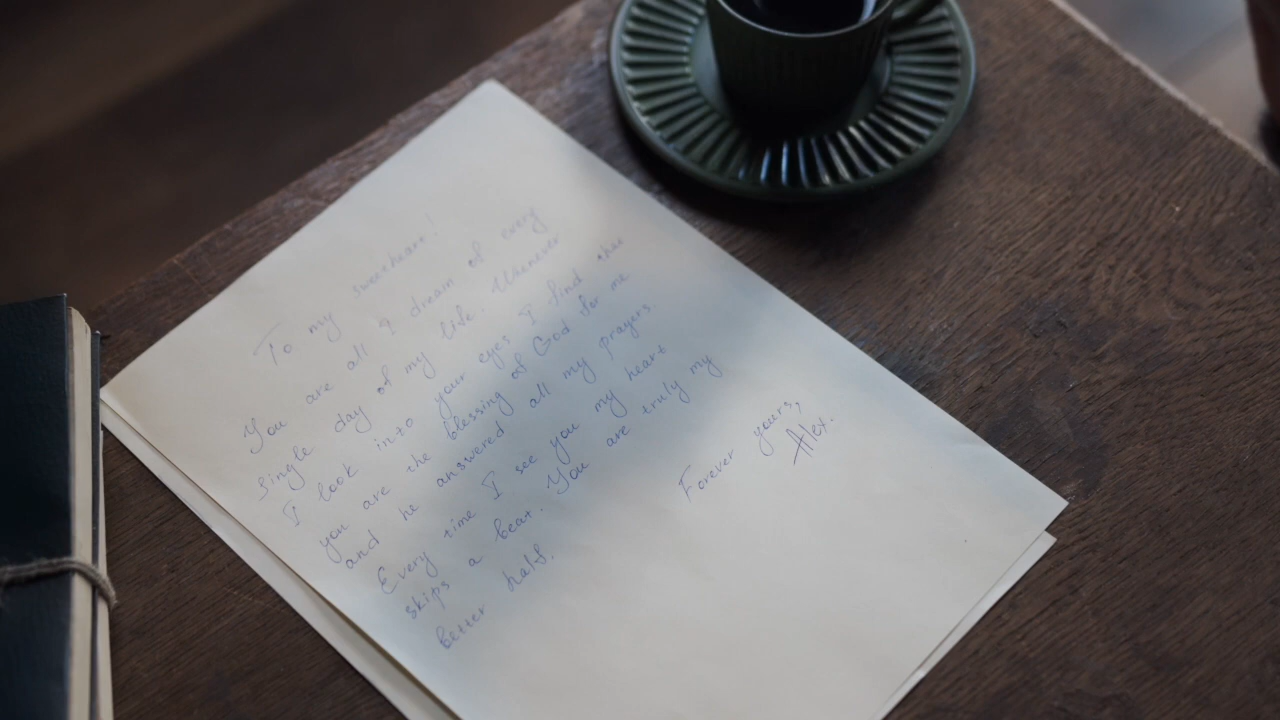 To my sweetheart!
You are all I dream of every
single day of my life. Whenever
I look into your eyes I find that
you are the blessing of God for me
and he answered all my prayers.
Every time I see you my heart
skips a beat. You are truly my
better half.
Forever yours,
Alex.